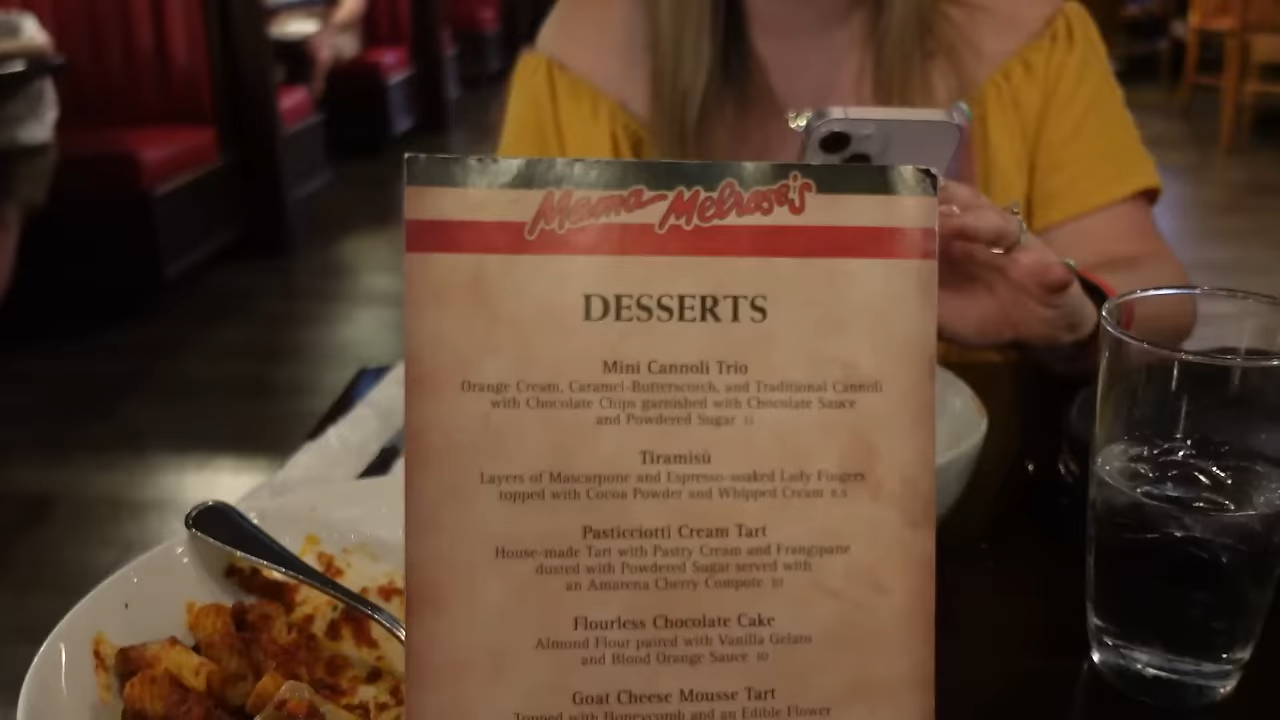 Mama Melrose's
DESSERTS
Mini Cannoli Trio
Orange Cream, Caramel-Butterscotch, and Traditional Cannoli
with Chocolate Chips garnished with Chocolate Sauce
and Powdered Sugar 11
Tiramisù
Layers of Mascarpone and Espresso-soaked Lady Fingers
topped with Cocoa Powder and Whipped Cream 8.5
Pasticciotti Cream Tart
House-made Tart with Pastry Cream and Frangipane
dusted with Powdered Sugar served with
an Amarena Cherry Compote 10
Flourless Chocolate Cake
Almond Flour paired with Vanilla Gelato
and Blood Orange Sauce 10
Goat Cheese Mousse Tart
Topped with Honeycomb and an Edible Flower